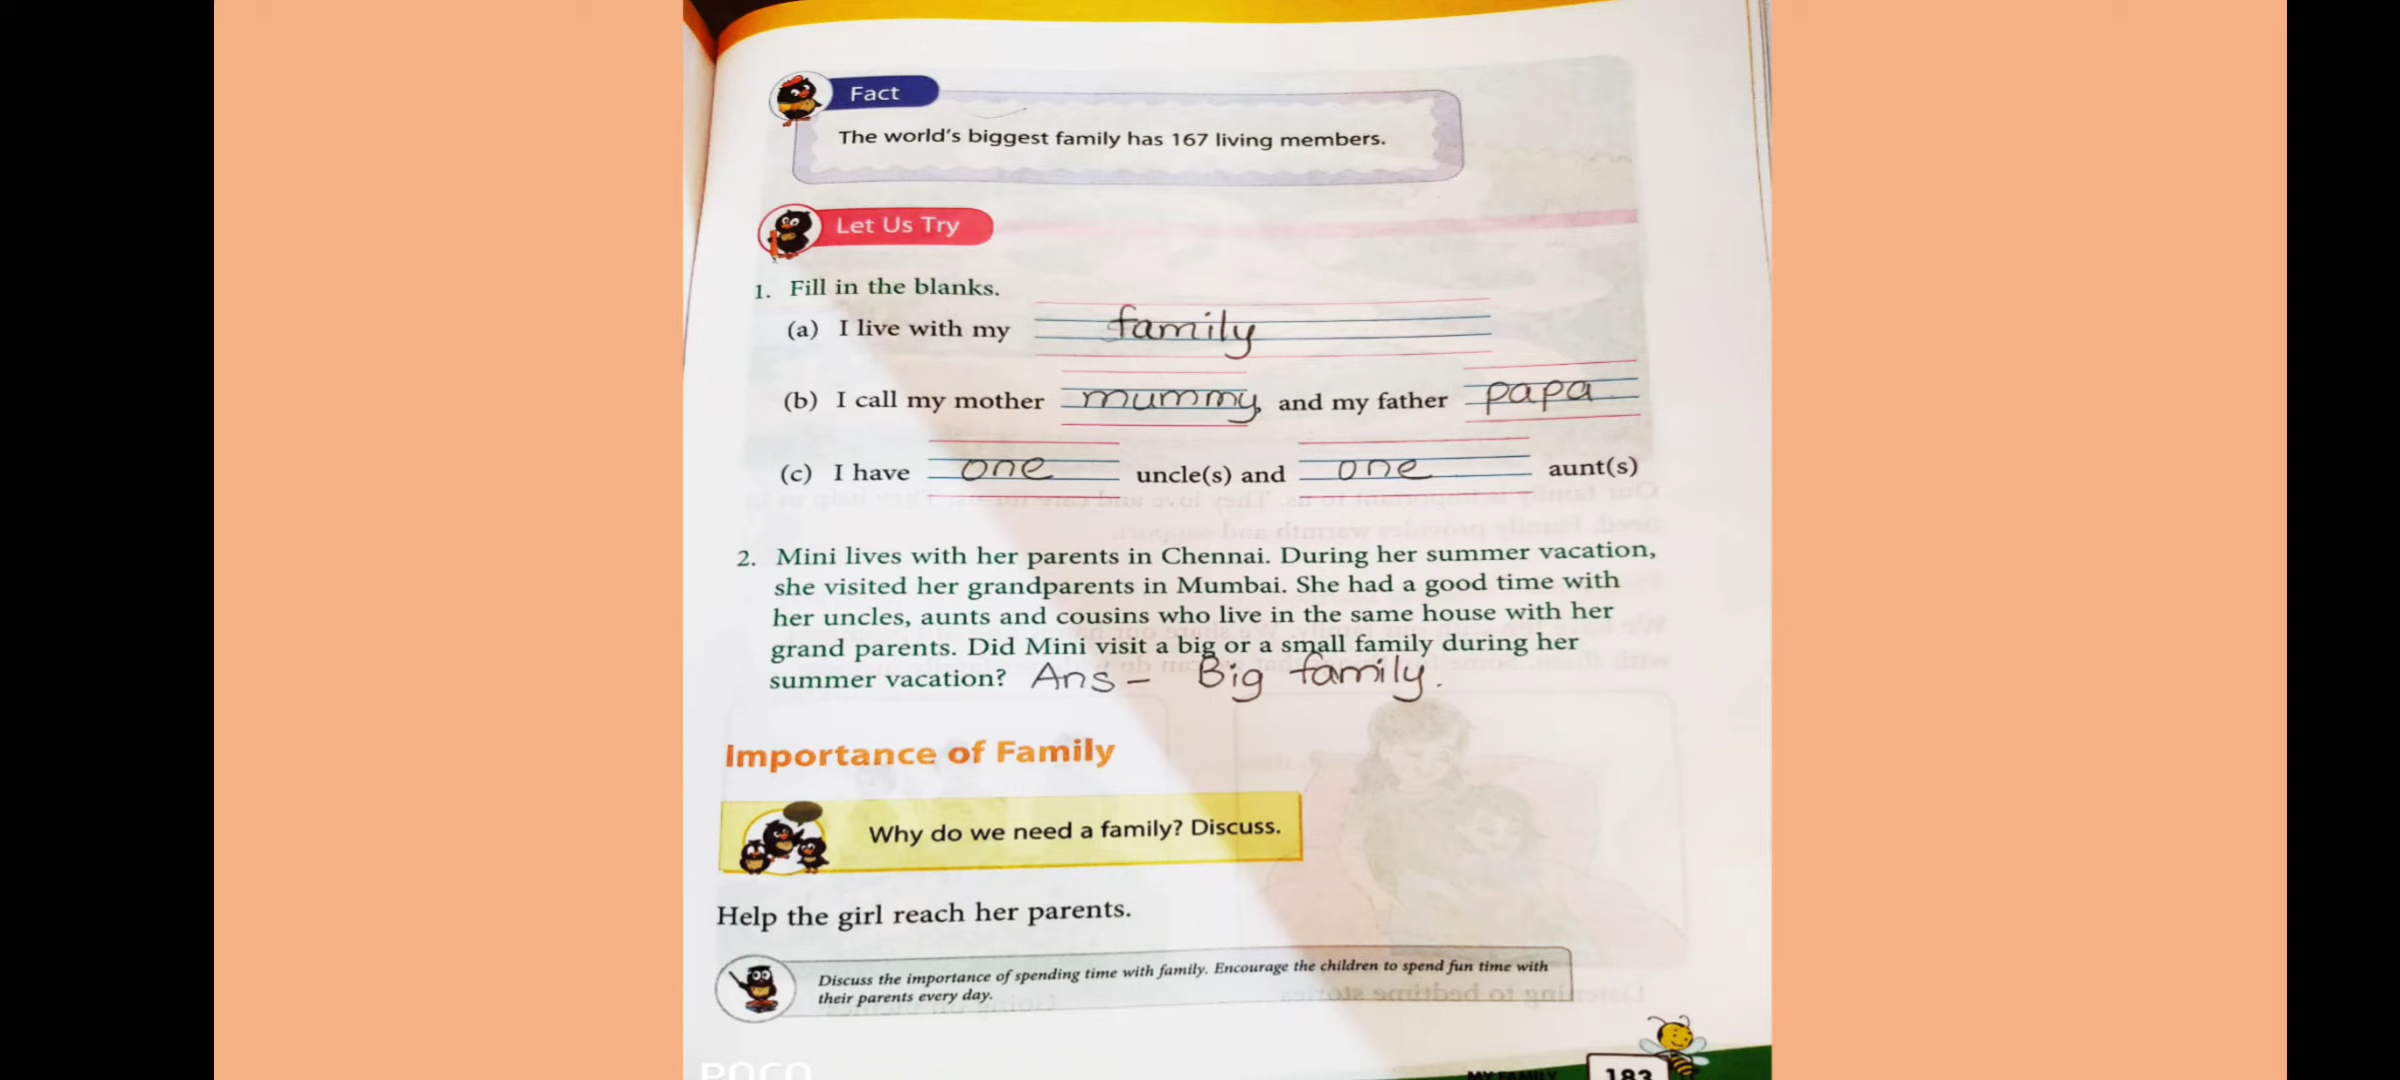 Fact
The world's biggest family has 167 living members.
Let Us Try
1. Fill in the blanks.
(a) I live with my family
(b) I call my mother mummy, and my father papa
(c) I have one uncle(s) and one aunt(s)
2. Mini lives with her parents in Chennai. During her summer vacation,
she visited her grandparents in Mumbai. She had a good time with
her uncles, aunts and cousins who live in the same house with her
grand parents. Did Mini visit a big or a small family during her
summer vacation? Ans - Big family.
Importance of Family
Why do we need a family? Discuss.
Help the girl reach her parents.
Discuss the importance of spending time with family. Encourage the children to spend fun time with
their parents every day.
POCO
MY FAMILY 183